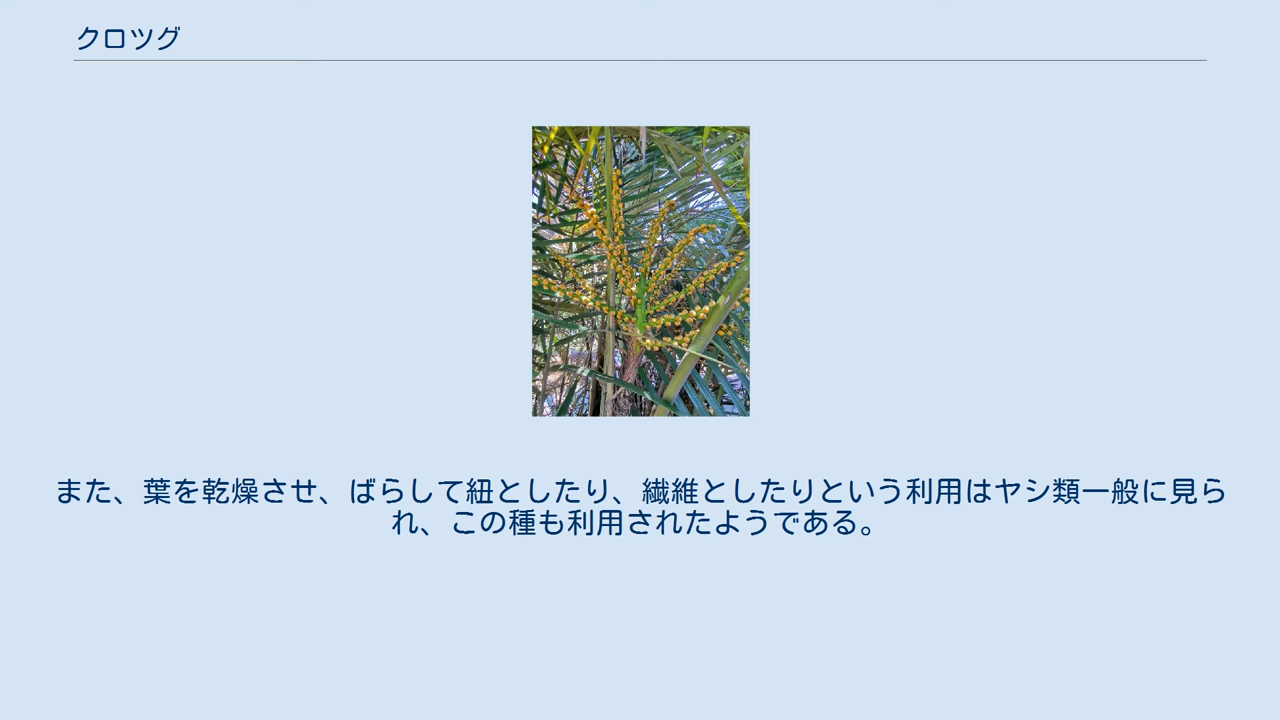 クロツグ
また、葉を乾燥させ、ばらして紐としたり、繊維としたりという利用はヤシ類一般に見ら
れ、この種も利用されたようである。